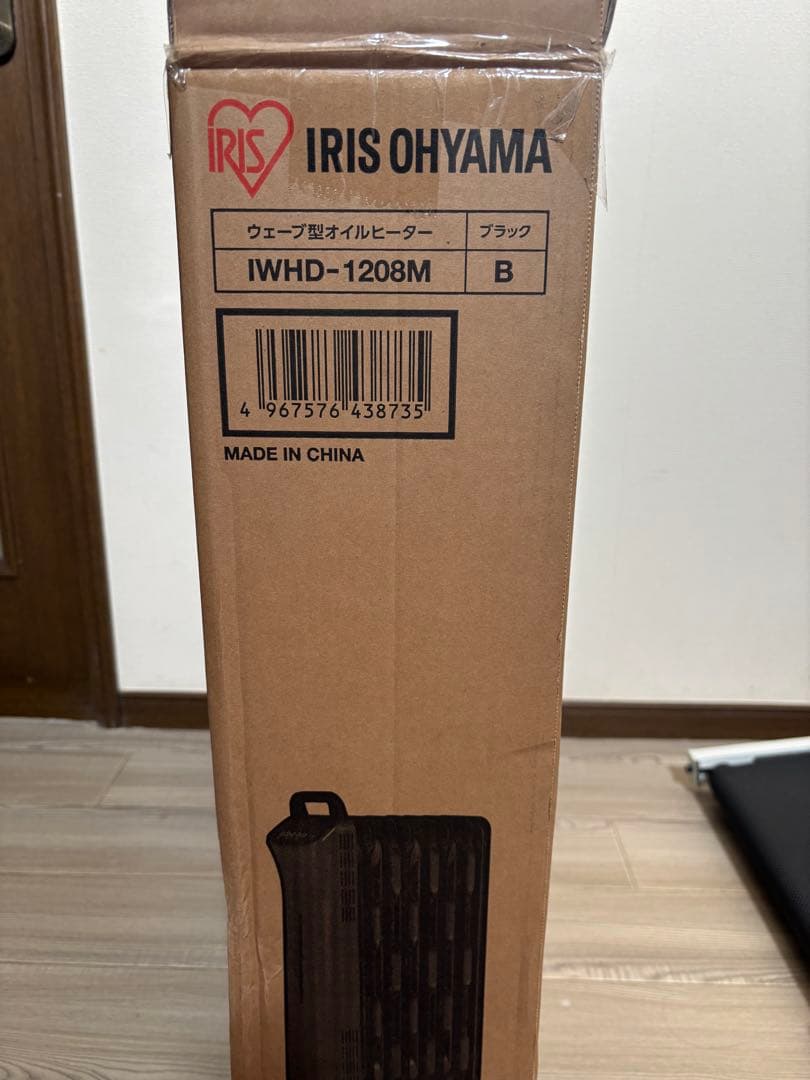 IRIS
IRIS OHYAMA
ウェーブ型オイルヒーター ブラック
IWHD-1208M B
4 967576 438735
MADE IN CHINA